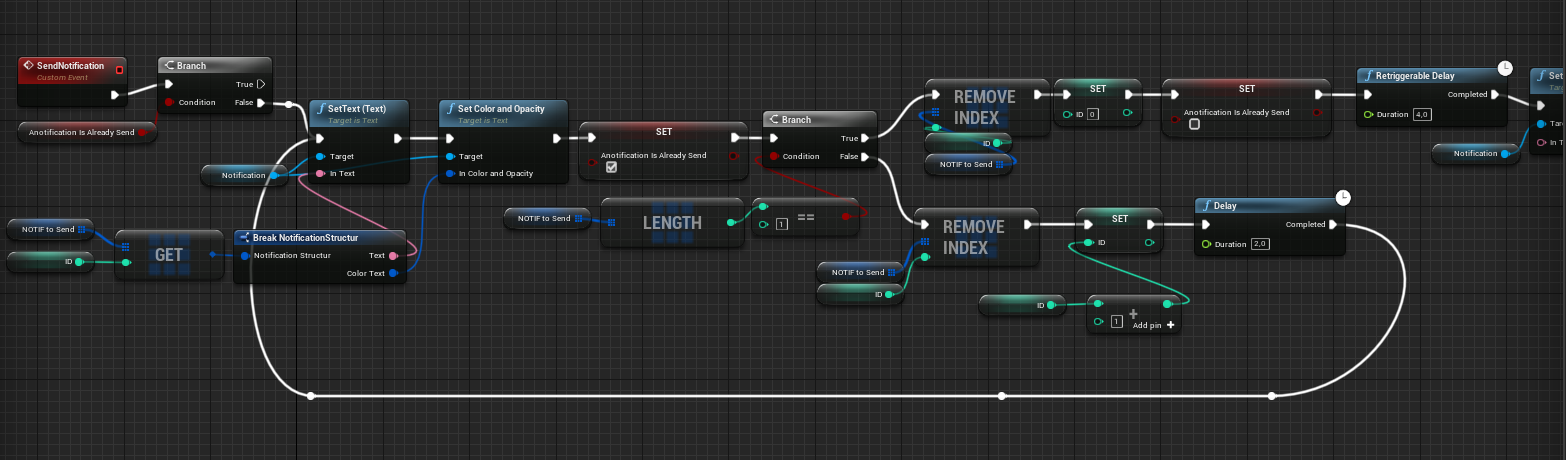 SendNotification
Custom Event
Anotification Is Already Send
Branch
True
Condition
False
SetText (Text)
Target is Text
Target
In Text
Notification
NOTIF to Send
ID
GET
Break NotificationStructur
Notification Structur
Text
Color Text
Set Color and Opacity
Target is Text
Target
In Color and Opacity
SET
Anotification Is Already Send
NOTIF to Send
LENGTH
1
==
Branch
True
Condition
False
REMOVE
INDEX
ID
NOTIF to Send
SET
ID 0
SET
Anotification Is Already Send
Retriggerable Delay
Completed
Duration 4,0
Notification
Set
Tar
Tar
In T
REMOVE
INDEX
NOTIF to Send
ID
SET
ID
ID
1
+
Add pin +
Delay
Completed
Duration 2,0